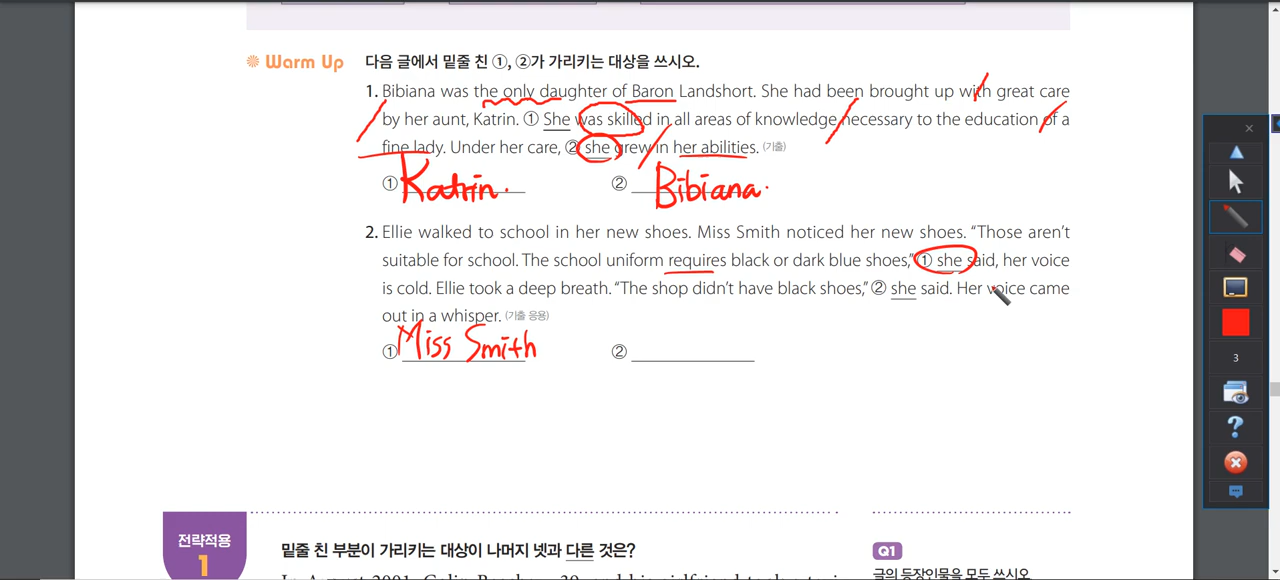 Warm Up 다음 글에서 밑줄 친 ①, ②가 가리키는 대상을 쓰시오.
1. Bibiana was the only daughter of Baron Landshort. She had been brought up with great care
by her aunt, Katrin. ① She was skilled in all areas of knowledge necessary to the education of a
fine lady. Under her care, ② she grew in her abilities. (기출)
① Katrin. ② Bibiana.
2. Ellie walked to school in her new shoes. Miss Smith noticed her new shoes. “Those aren’t
suitable for school. The school uniform requires black or dark blue shoes,” ① she said, her voice
is cold. Ellie took a deep breath. “The shop didn’t have black shoes,” ② she said. Her voice came
out in a whisper. (기출 응용)
① Miss Smith ②
3
전략적용
1
밑줄 친 부분이 가리키는 대상이 나머지 넷과 다른 것은?
Q1
글의 등장인물을 모두 쓰시오